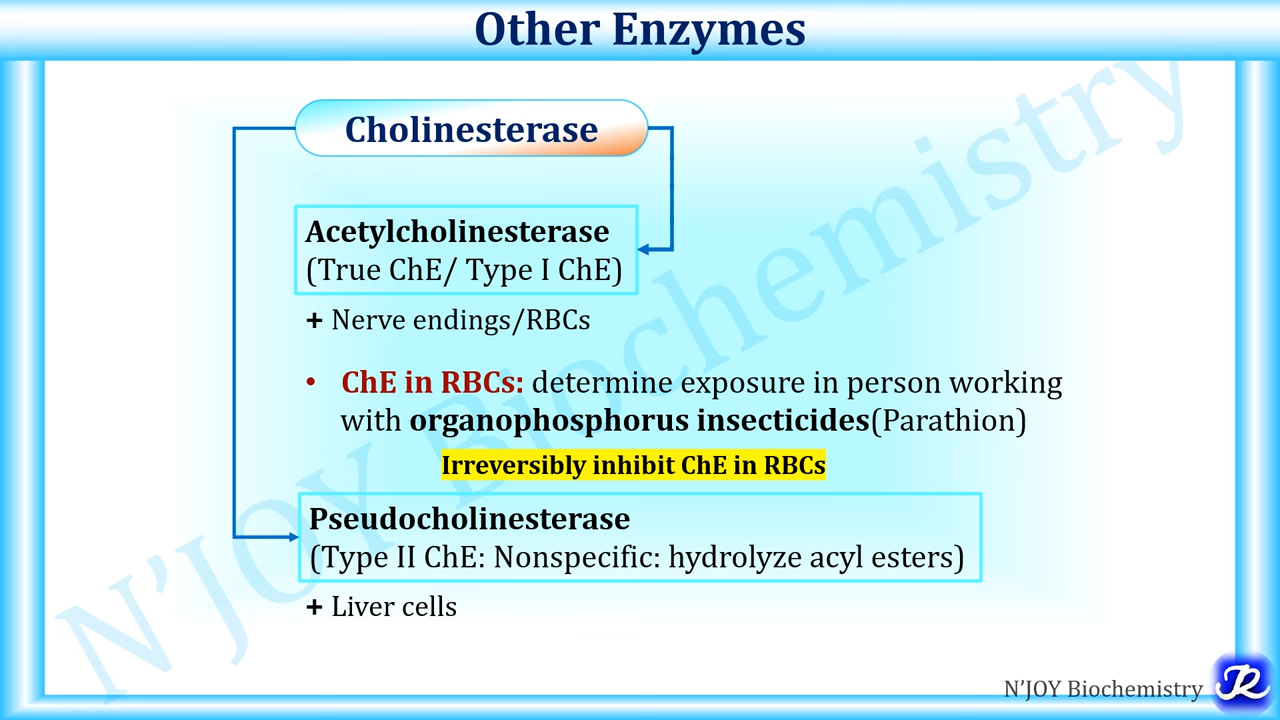 Other Enzymes
Cholinesterase
Acetylcholinesterase
(True ChE/ Type I ChE)
+ Nerve endings/RBCs
• ChE in RBCs: determine exposure in person working
with organophosphorus insecticides(Parathion)
Irreversibly inhibit ChE in RBCs
Pseudocholinesterase
(Type II ChE: Nonspecific: hydrolyze acyl esters)
+ Liver cells
N’JOY Biochemistry
N’JOY Biochemistry
JR